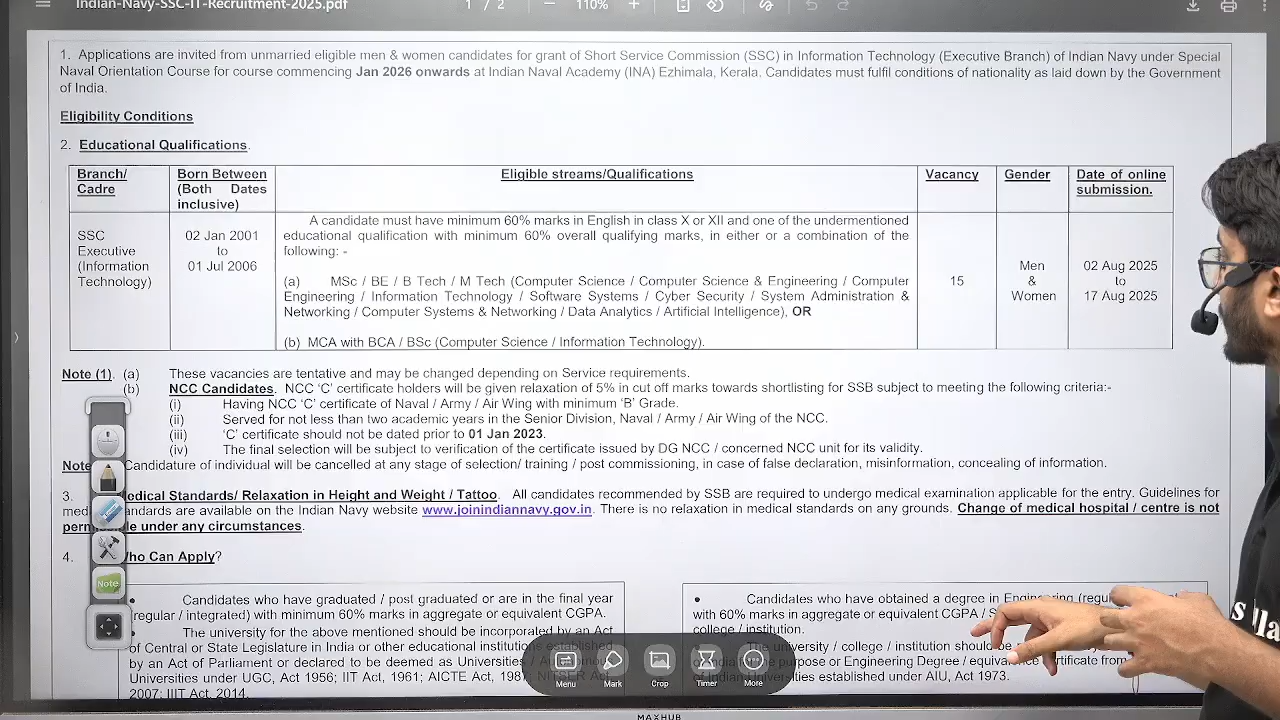 Indian-Navy-SSC-IT-Recruitment-2025.pdf
1 / 2
110%
1. Applications are invited from unmarried eligible men & women candidates for grant of Short Service Commission (SSC) in Information Technology (Executive Branch) of Indian Navy under Special
Naval Orientation Course for course commencing Jan 2026 onwards at Indian Naval Academy (INA) Ezhimala, Kerala. Candidates must fulfil conditions of nationality as laid down by the Government
of India.
Eligibility Conditions
2. Educational Qualifications.
Branch/
Cadre
Born Between
(Both Dates
inclusive)
Eligible streams/Qualifications
Vacancy
Gender
Date of online
submission.
SSC
Executive
(Information
Technology)
02 Jan 2001
to
01 Jul 2006
A candidate must have minimum 60% marks in English in class X or XII and one of the undermentioned
educational qualification with minimum 60% overall qualifying marks, in either or a combination of the
following: -
(a) MSc / BE / B Tech / M Tech (Computer Science / Computer Science & Engineering / Computer
Engineering / Information Technology / Software Systems / Cyber Security / System Administration &
Networking / Computer Systems & Networking / Data Analytics / Artificial Intelligence), OR
(b) MCA with BCA / BSc (Computer Science / Information Technology).
15
Men
&
Women
02 Aug 2025
to
17 Aug 2025
Note (1). (a) These vacancies are tentative and may be changed depending on Service requirements.
(b) NCC Candidates. NCC 'C' certificate holders will be given relaxation of 5% in cut off marks towards shortlisting for SSB subject to meeting the following criteria:-
(i) Having NCC 'C' certificate of Naval / Army / Air Wing with minimum 'B' Grade.
(ii) Served for not less than two academic years in the Senior Division, Naval / Army / Air Wing of the NCC.
(iii) 'C' certificate should not be dated prior to 01 Jan 2023.
(iv) The final selection will be subject to verification of the certificate issued by DG NCC / concerned NCC unit for its validity.
Note Candidature of individual will be cancelled at any stage of selection/ training / post commissioning, in case of false declaration, misinformation, concealing of information.
3. edical Standards/ Relaxation in Height and Weight / Tattoo. All candidates recommended by SSB are required to undergo medical examination applicable for the entry. Guidelines for
med andards are available on the Indian Navy website www.joinindiannavy.gov.in. There is no relaxation in medical standards on any grounds. Change of medical hospital / centre is not
per ble under any circumstances.
4. ho Can Apply?
• Candidates who have graduated / post graduated or are in the final year
(regular / integrated) with minimum 60% marks in aggregate or equivalent CGPA.
• The university for the above mentioned should be incorporated by an Act
of Central or State Legislature in India or other educational institutions established
by an Act of Parliament or declared to be deemed as Universities /
Universities under UGC, Act 1956; IIT Act, 1961; AICTE Act, 1987 NITSER Act
2007; IIIT Act, 2014.
• Candidates who have obtained a degree in Engineering
with 60% marks in aggregate or equivalent CGPA /
college / institution.
university / college / institution should be
of India for the purpose or Engineering Degree / equiva certificate from
of Indian Universities established under AIU, Act 1973.
Note
Menu
Mark
Crop
Timer
More
MAXHUB